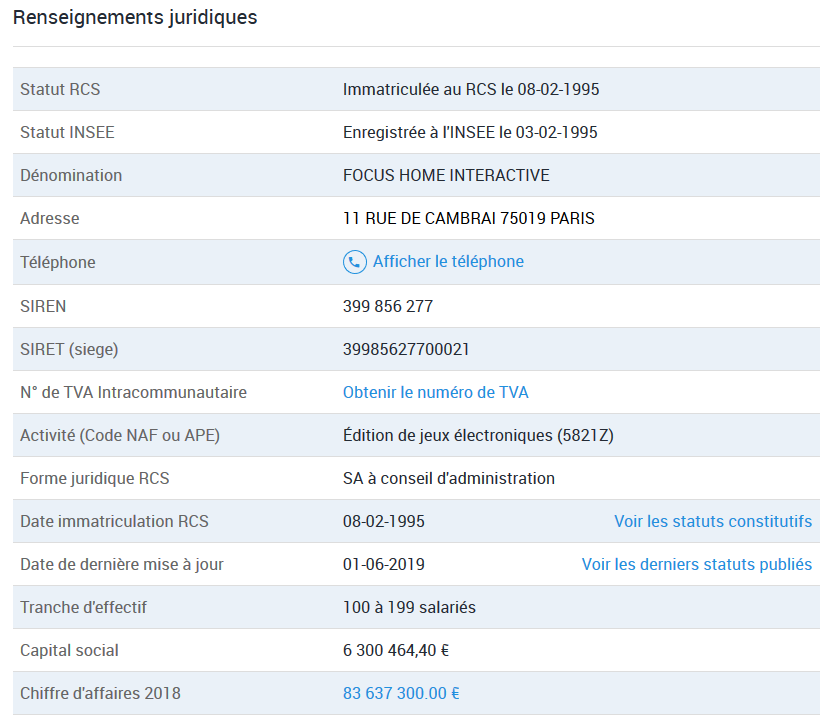 Renseignements juridiques
Statut RCS Immatriculée au RCS le 08-02-1995
Statut INSEE Enregistrée à l'INSEE le 03-02-1995
Dénomination FOCUS HOME INTERACTIVE
Adresse 11 RUE DE CAMBRAI 75019 PARIS
Téléphone Afficher le téléphone
SIREN 399 856 277
SIRET (siege) 39985627700021
N° de TVA Intracommunautaire Obtenir le numéro de TVA
Activité (Code NAF ou APE) Édition de jeux électroniques (5821Z)
Forme juridique RCS SA à conseil d'administration
Date immatriculation RCS 08-02-1995 Voir les statuts constitutifs
Date de dernière mise à jour 01-06-2019 Voir les derniers statuts publiés
Tranche d'effectif 100 à 199 salariés
Capital social 6 300 464,40 €
Chiffre d'affaires 2018 83 637 300.00 €